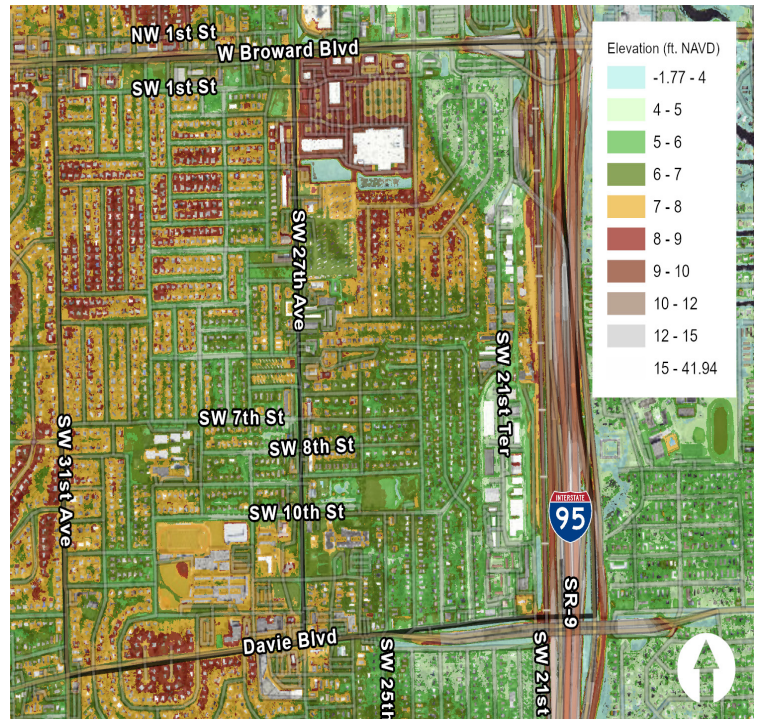 NW 1st St
W Broward Blvd
SW 1st St
Elevation (ft. NAVD)
-1.77 - 4
4 - 5
5 - 6
6 - 7
7 - 8
8 - 9
9 - 10
10 - 12
12 - 15
15 - 41.94
SW 27th Ave
SW 21st Ter
SW 7th St
SW 8th St
SW 31st Ave
SW 10th St
INTERSTATE
95
SR-9
Davie Blvd
SW 25th
SW 21st